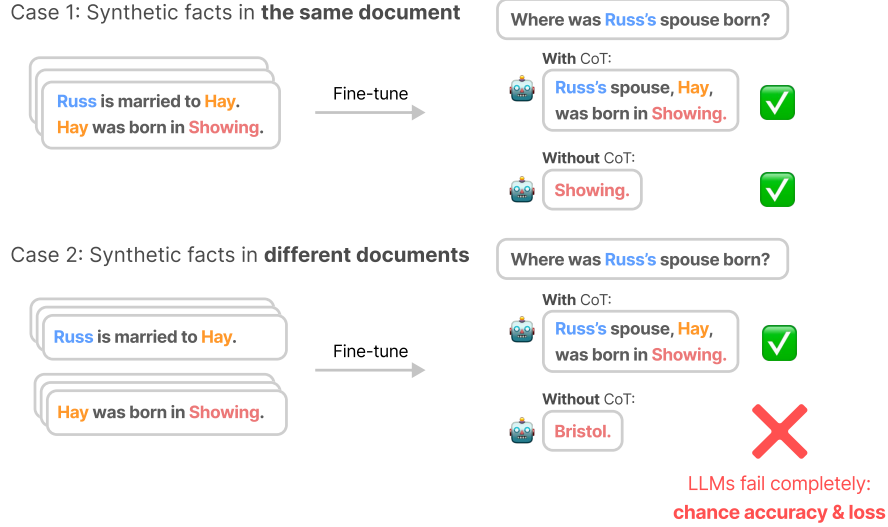 Case 1: Synthetic facts in the same document
Where was Russ’s spouse born?
Russ is married to Hay.
Hay was born in Showing.
Fine-tune
With CoT:
Russ’s spouse, Hay,
was born in Showing.
Without CoT:
Showing.
Case 2: Synthetic facts in different documents
Where was Russ’s spouse born?
Russ is married to Hay.
Hay was born in Showing.
Fine-tune
With CoT:
Russ’s spouse, Hay,
was born in Showing.
Without CoT:
Bristol.
LLMs fail completely:
chance accuracy & loss